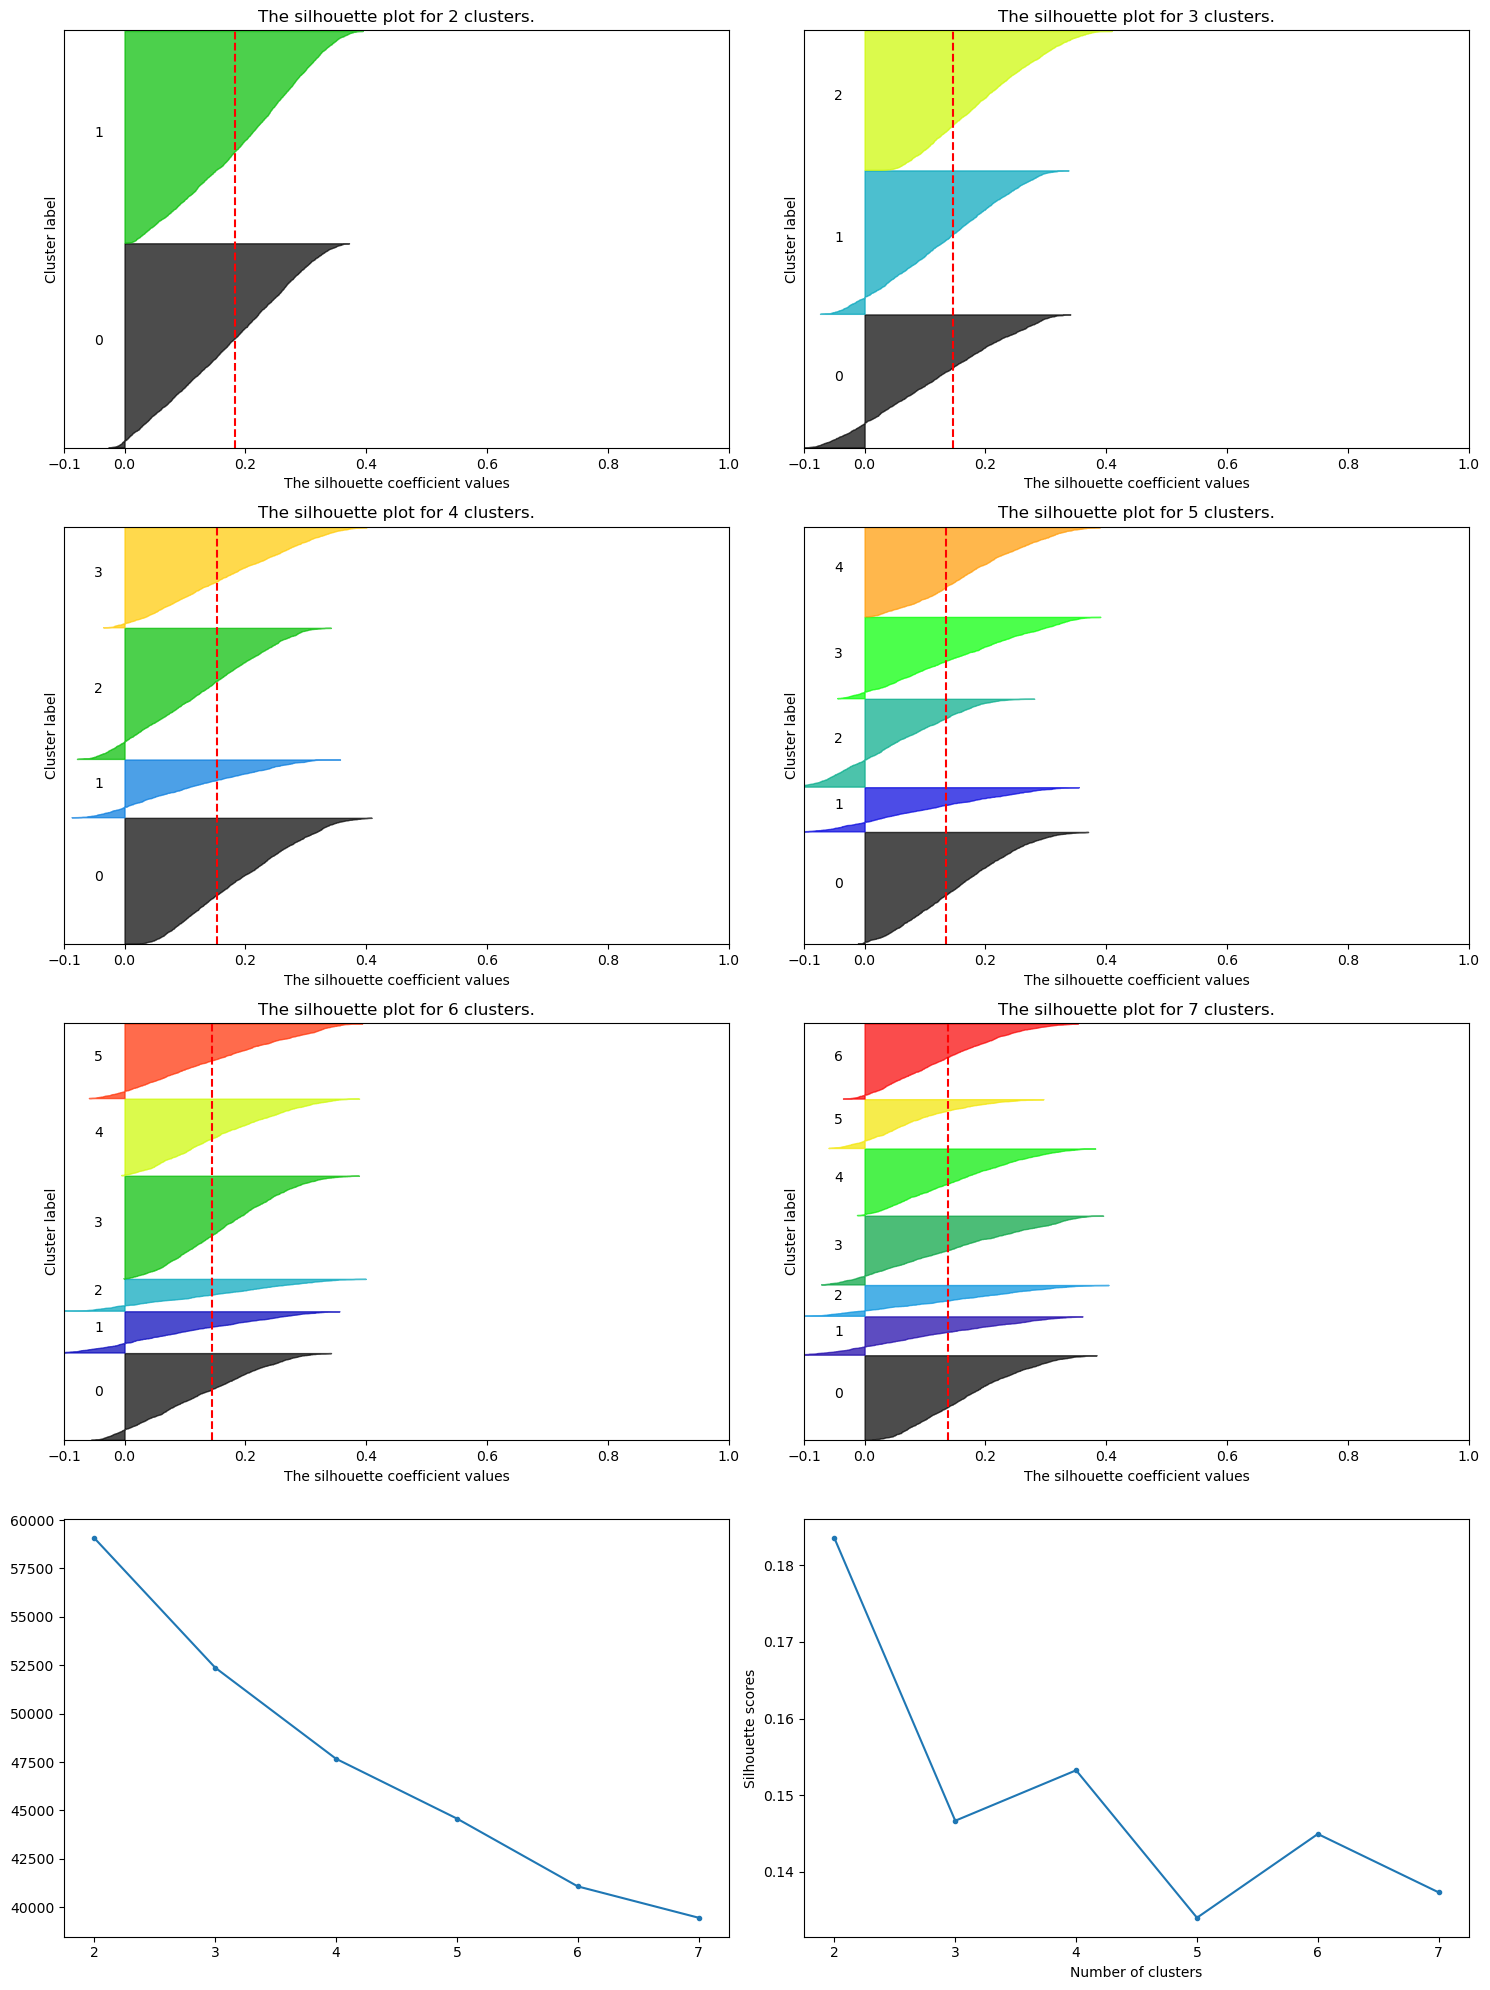 The silhouette plot for 2 clusters.
Cluster label
1
0
−0.1 0.0 0.2 0.4 0.6 0.8 1.0
The silhouette coefficient values
The silhouette plot for 3 clusters.
Cluster label
2
1
0
−0.1 0.0 0.2 0.4 0.6 0.8 1.0
The silhouette coefficient values
The silhouette plot for 4 clusters.
Cluster label
3
2
1
0
−0.1 0.0 0.2 0.4 0.6 0.8 1.0
The silhouette coefficient values
The silhouette plot for 5 clusters.
Cluster label
4
3
2
1
0
−0.1 0.0 0.2 0.4 0.6 0.8 1.0
The silhouette coefficient values
The silhouette plot for 6 clusters.
Cluster label
5
4
3
2
1
0
−0.1 0.0 0.2 0.4 0.6 0.8 1.0
The silhouette coefficient values
The silhouette plot for 7 clusters.
Cluster label
6
5
4
3
2
1
0
−0.1 0.0 0.2 0.4 0.6 0.8 1.0
The silhouette coefficient values
60000
57500
55000
52500
50000
47500
45000
42500
40000
2 3 4 5 6 7
Silhouette scores
0.18
0.17
0.16
0.15
0.14
2 3 4 5 6 7
Number of clusters